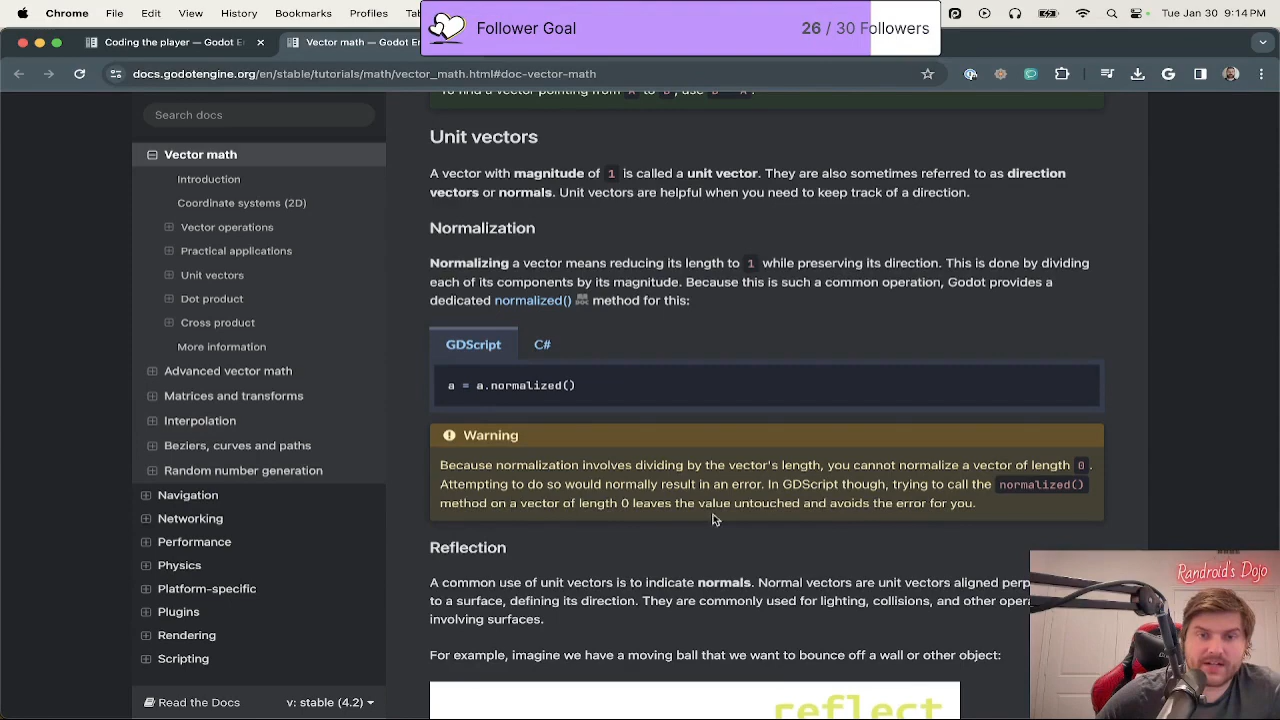 Chrome
Tue Jan 30 9:14 PM
Follower Goal
26 / 30 Followers
Coding the player — Godot E
Vector math — Godot En
docs.godotengine.org/en/stable/tutorials/math/vector_math.html#doc-vector-math
Search docs
Vector math
Introduction
Coordinate systems (2D)
Vector operations
Practical applications
Unit vectors
Dot product
Cross product
More information
Advanced vector math
Matrices and transforms
Interpolation
Beziers, curves and paths
Random number generation
Navigation
Networking
Performance
Physics
Platform-specific
Plugins
Rendering
Scripting
Read the Docs
v: stable (4.2)
To find a vector pointing from A to B, use B - A.
Unit vectors
A vector with magnitude of 1 is called a unit vector. They are also sometimes referred to as direction
vectors or normals. Unit vectors are helpful when you need to keep track of a direction.
Normalization
Normalizing a vector means reducing its length to 1 while preserving its direction. This is done by dividing
each of its components by its magnitude. Because this is such a common operation, Godot provides a
dedicated normalized() method for this:
GDScript C#
a = a.normalized()
Warning
Because normalization involves dividing by the vector's length, you cannot normalize a vector of length 0.
Attempting to do so would normally result in an error. In GDScript though, trying to call the normalized()
method on a vector of length 0 leaves the value untouched and avoids the error for you.
Reflection
A common use of unit vectors is to indicate normals. Normal vectors are unit vectors aligned perp
to a surface, defining its direction. They are commonly used for lighting, collisions, and other opera
involving surfaces.
For example, imagine we have a moving ball that we want to bounce off a wall or other object:
reflect
Randroid's Dojo